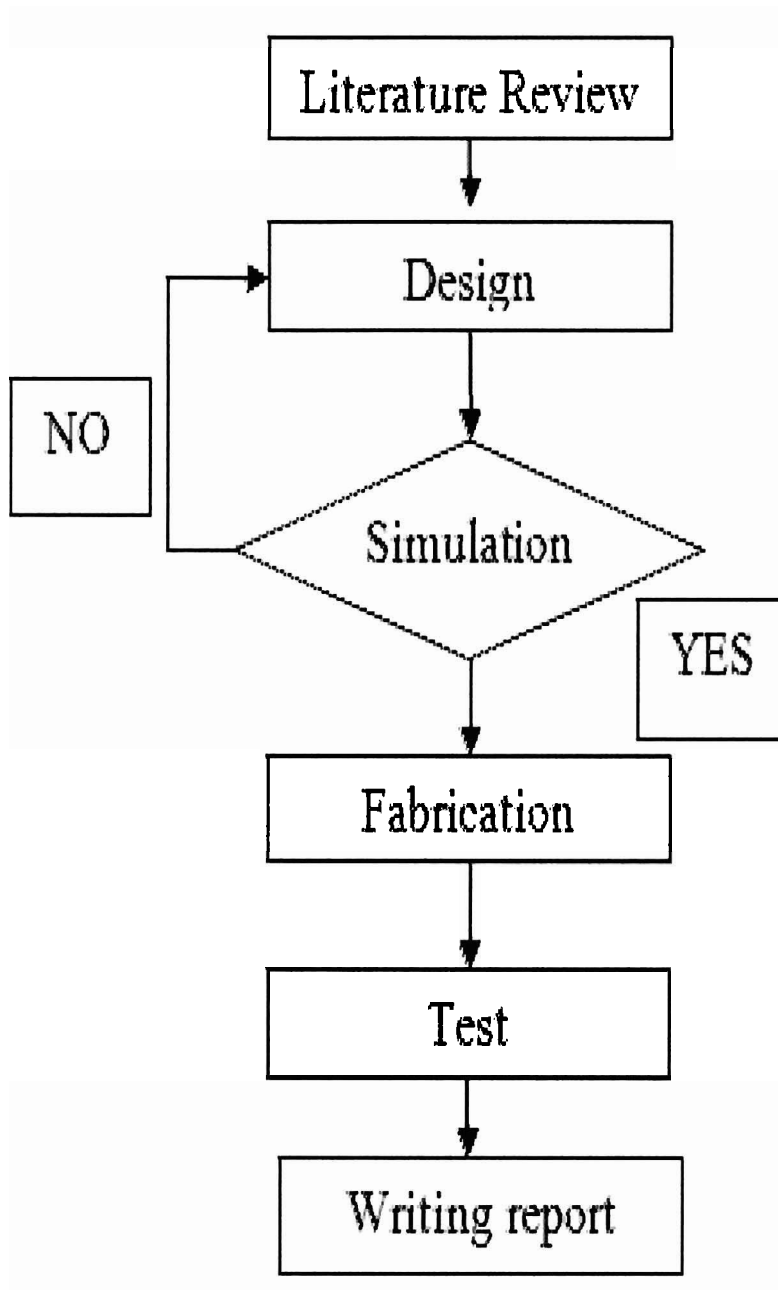 Literature Review
Design
NO
Simulation
YES
Fabrication
Test
Writing report